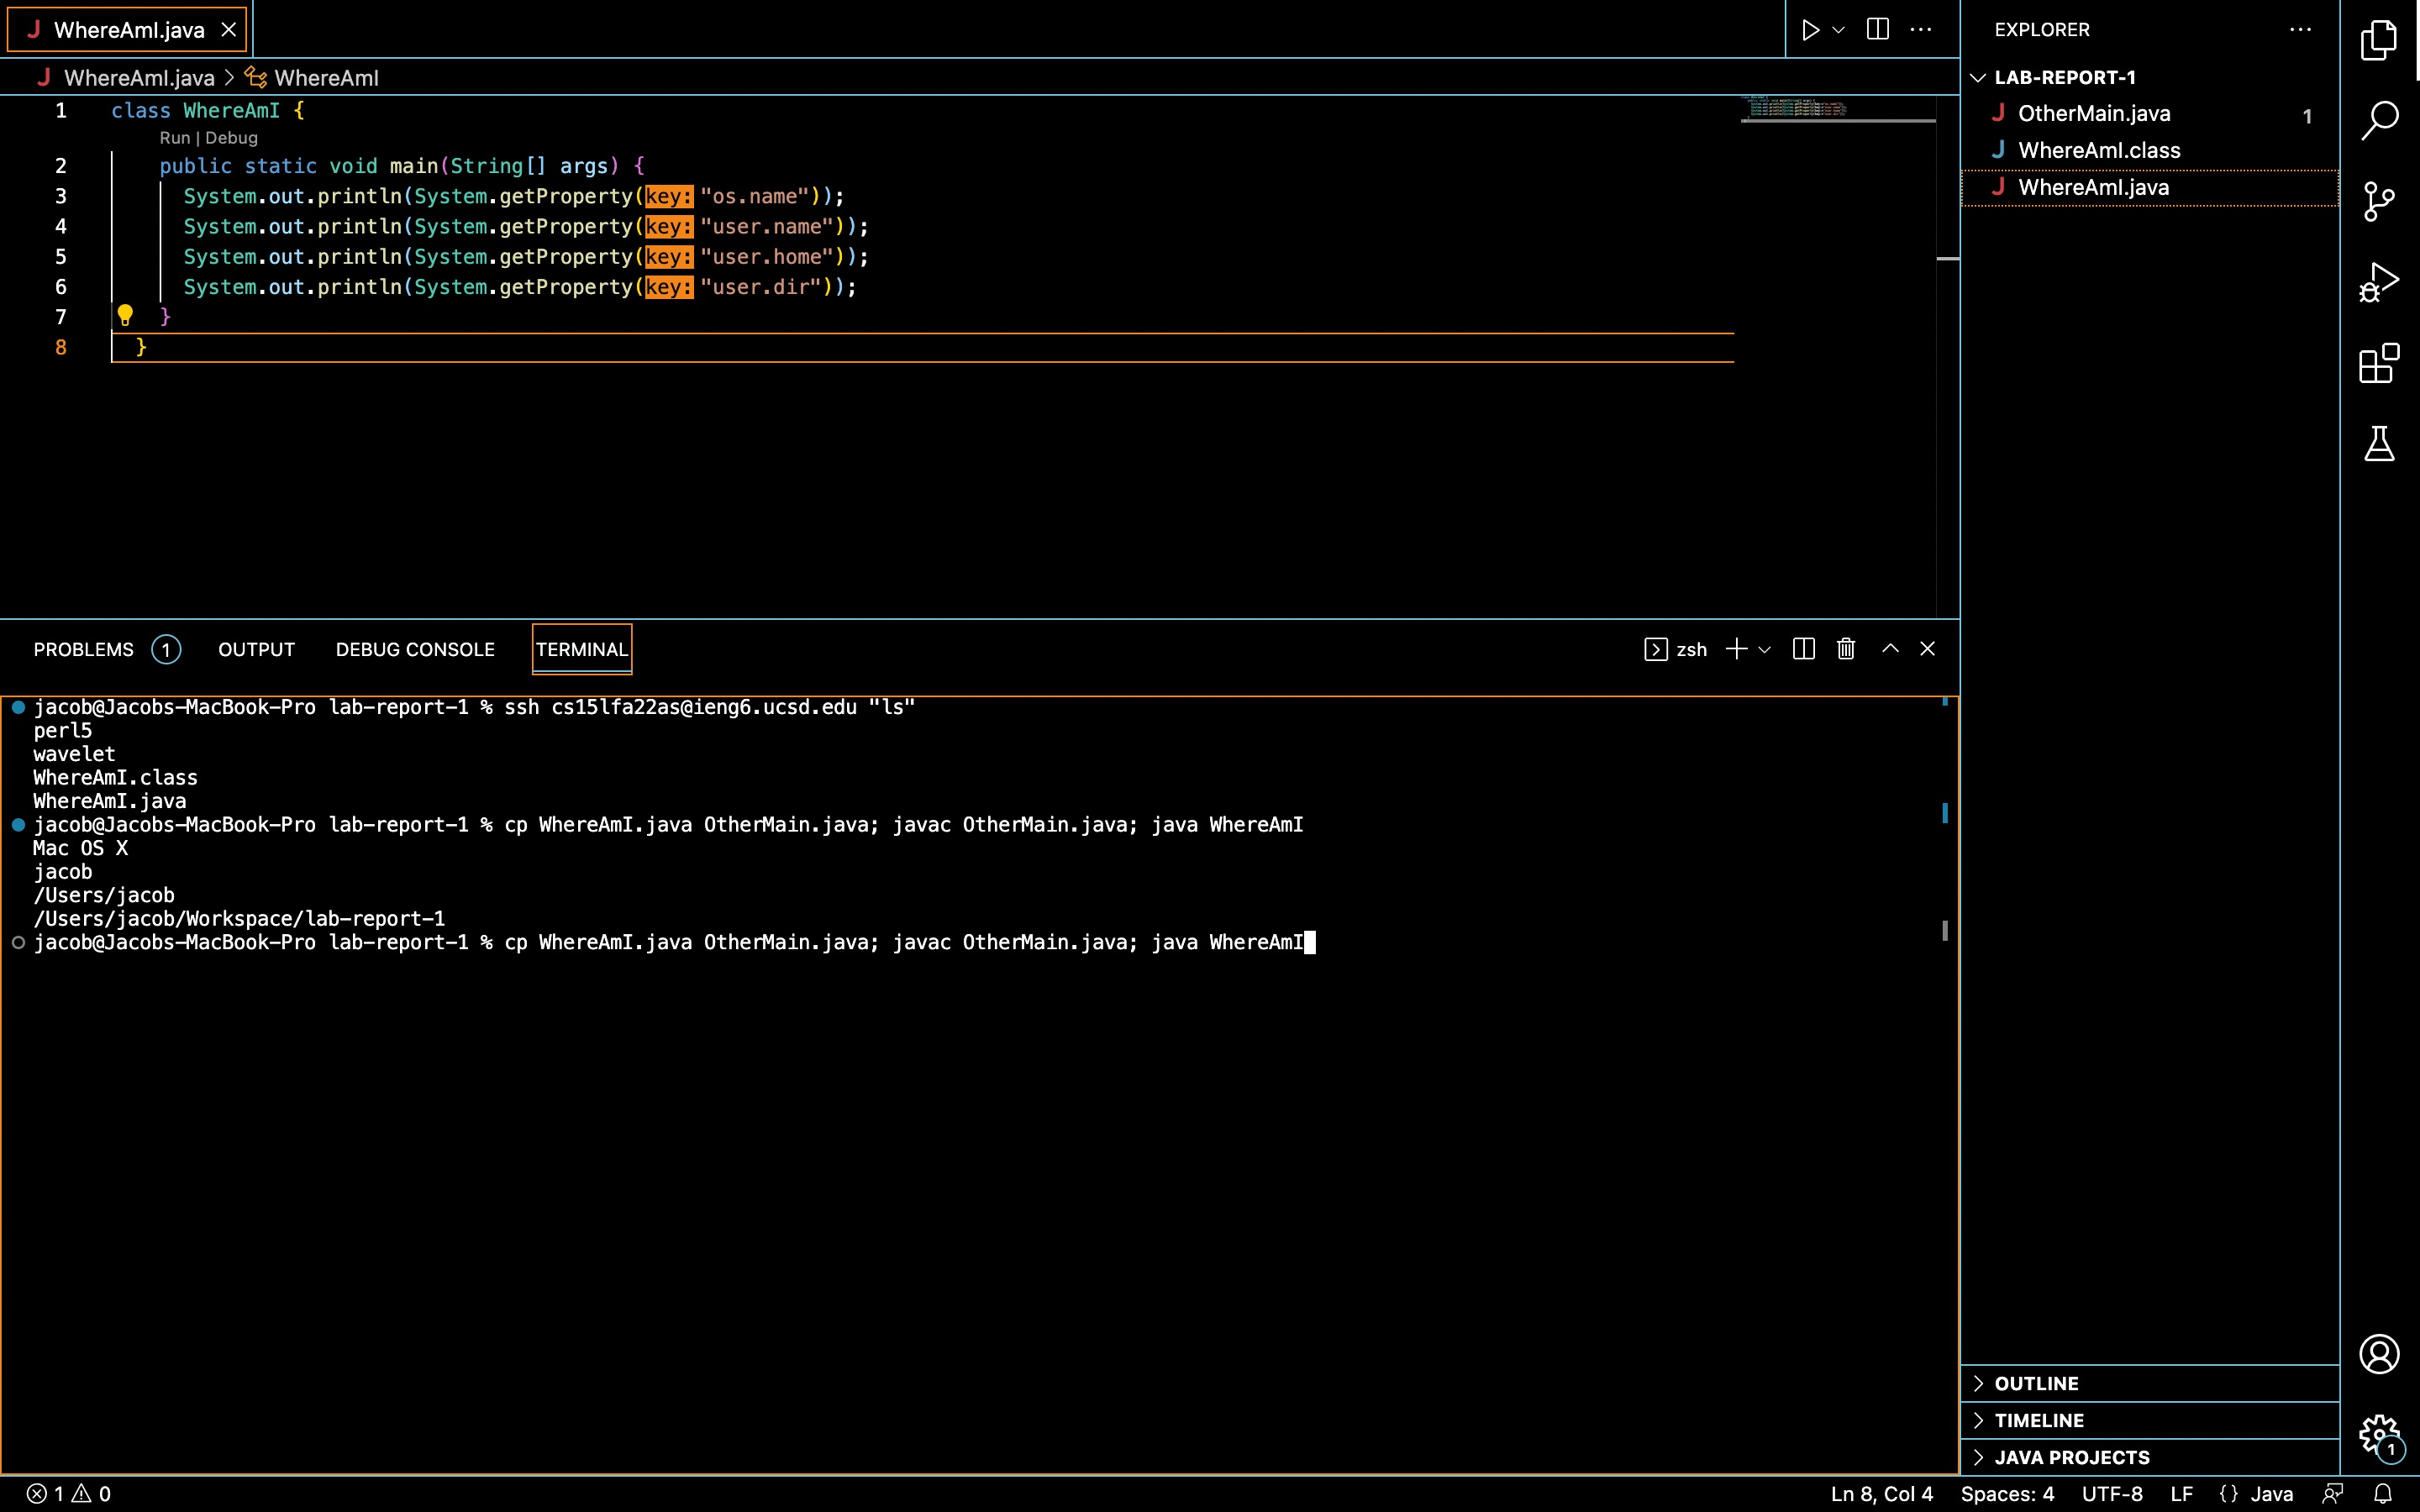 WhereAmI.java
WhereAmI.java > WhereAmI
1 class WhereAmI {
Run | Debug
2 public static void main(String[] args) {
3 System.out.println(System.getProperty(key: "os.name"));
4 System.out.println(System.getProperty(key: "user.name"));
5 System.out.println(System.getProperty(key: "user.home"));
6 System.out.println(System.getProperty(key: "user.dir"));
7 }
8 }
EXPLORER
LAB-REPORT-1
J OtherMain.java 1
J WhereAmI.class
J WhereAmI.java
PROBLEMS 1 OUTPUT DEBUG CONSOLE TERMINAL
zsh
jacob@Jacobs-MacBook-Pro lab-report-1 % ssh cs15lfa22as@ieng6.ucsd.edu "ls"
perl5
wavelet
WhereAmI.class
WhereAmI.java
jacob@Jacobs-MacBook-Pro lab-report-1 % cp WhereAmI.java OtherMain.java; javac OtherMain.java; java WhereAmI
Mac OS X
jacob
/Users/jacob
/Users/jacob/Workspace/lab-report-1
jacob@Jacobs-MacBook-Pro lab-report-1 % cp WhereAmI.java OtherMain.java; javac OtherMain.java; java WhereAmI
OUTLINE
TIMELINE
JAVA PROJECTS
1
1 0
Ln 8, Col 4 Spaces: 4 UTF-8 LF {} Java